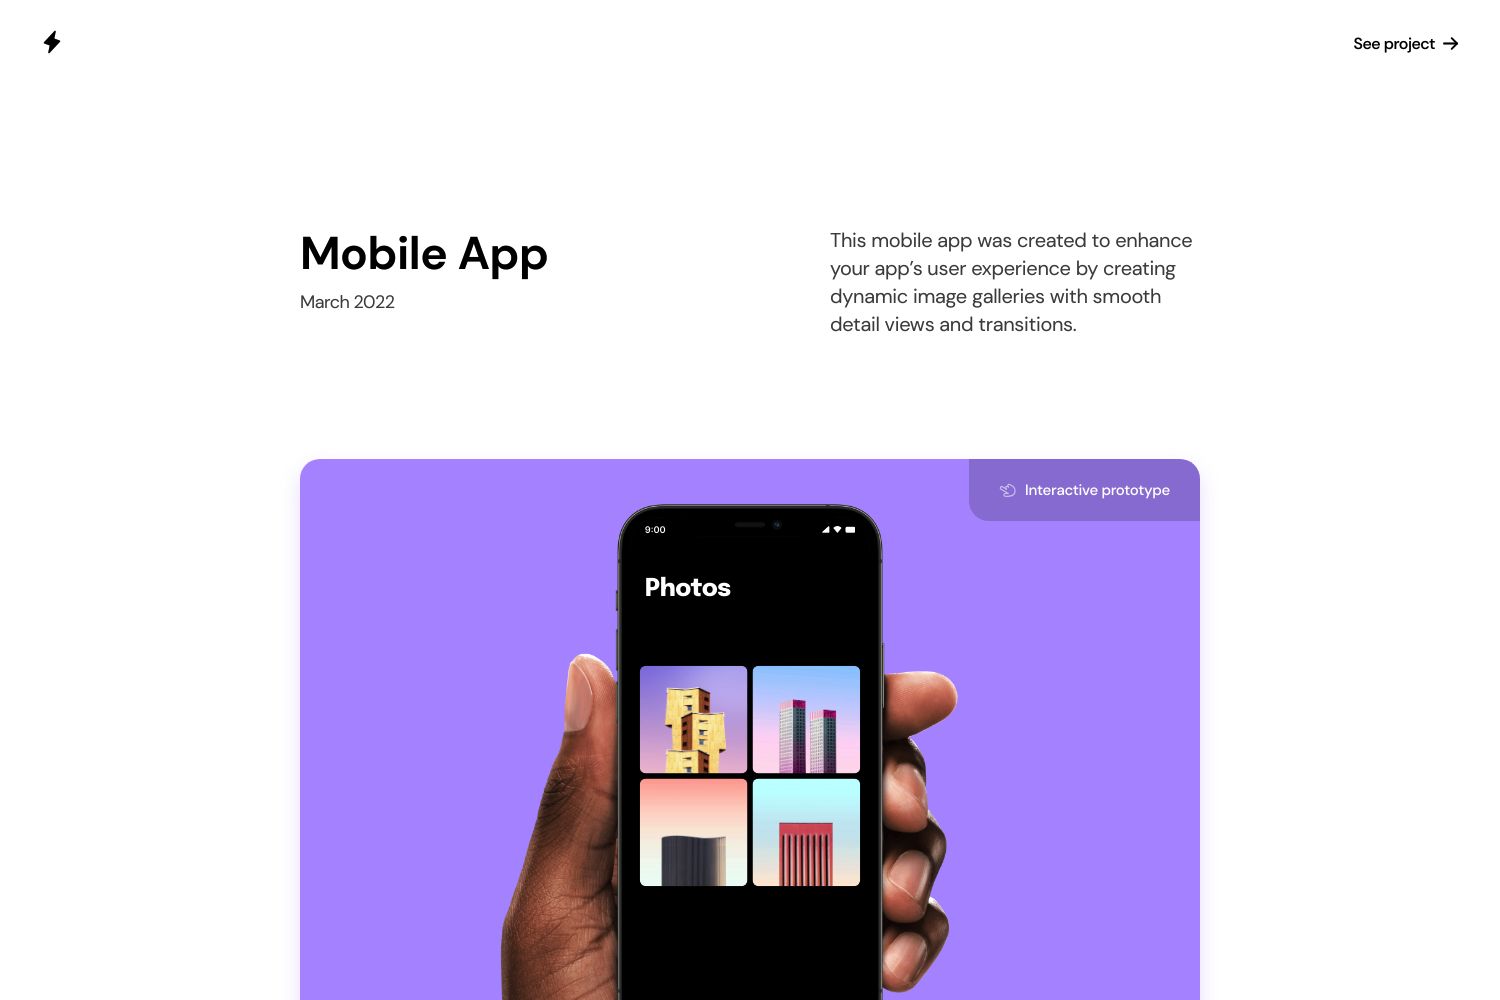 See project
Mobile App
March 2022
This mobile app was created to enhance
your app’s user experience by creating
dynamic image galleries with smooth
detail views and transitions.
Interactive prototype
9:00
Photos